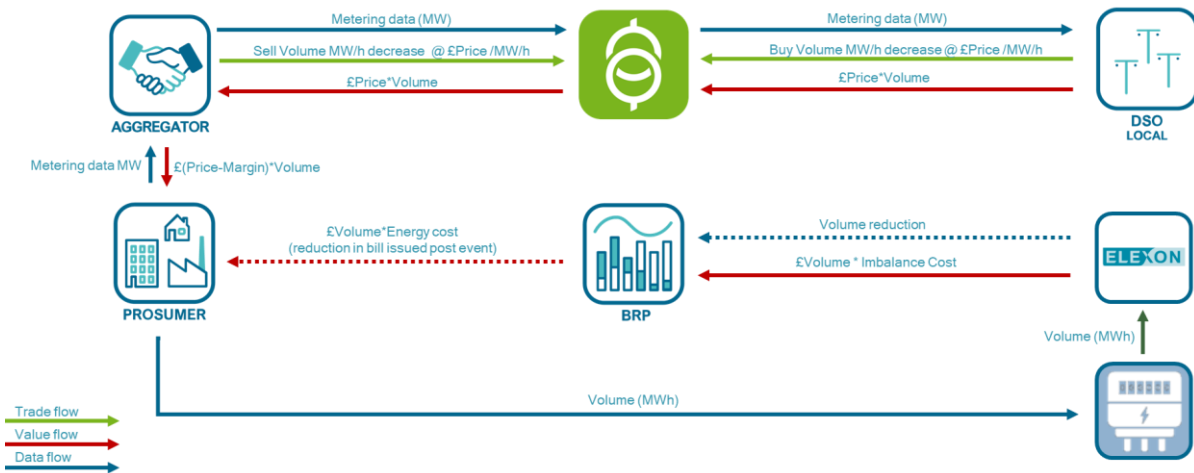 Metering data (MW)
Metering data (MW)
Sell Volume MW/h decrease @ £Price /MW/h
Buy Volume MW/h decrease @ £Price /MW/h
£Price*Volume
£Price*Volume
AGGREGATOR
DSO
LOCAL
Metering data MW
£(Price-Margin)*Volume
£Volume*Energy cost
(reduction in bill issued post event)
Volume reduction
£Volume * Imbalance Cost
ELEXON
PROSUMER
BRP
Volume (MWh)
Volume (MWh)
Trade flow
Value flow
Data flow